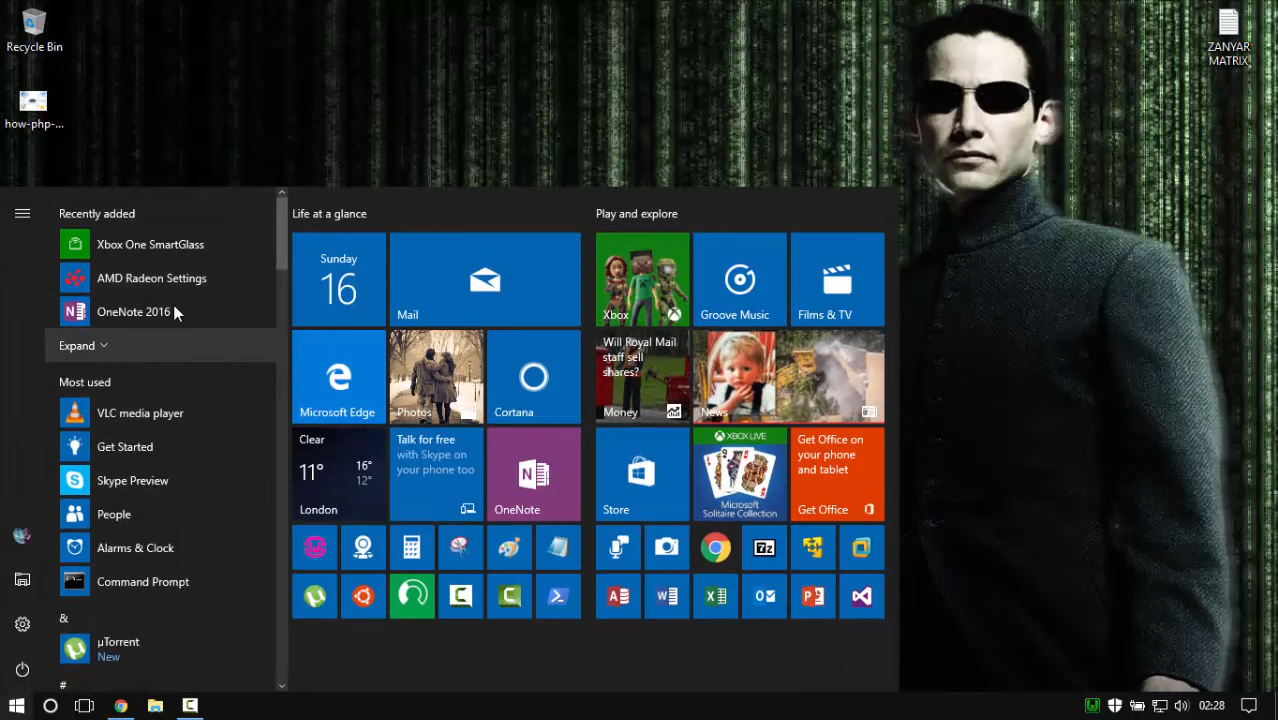 Recycle Bin
how-php-...
ZANYAR
MATRIX
Recently added
Xbox One SmartGlass
AMD Radeon Settings
OneNote 2016
Expand
Most used
VLC media player
Get Started
Skype Preview
People
Alarms & Clock
Command Prompt
&
µTorrent
New
#
Life at a glance
Sunday
16
Mail
Microsoft Edge
Photos
Cortana
Clear
11°
16°
12°
London
Talk for free
with Skype on
your phone too
OneNote
Play and explore
Xbox
Groove Music
Films & TV
Will Royal Mail
staff sell
shares?
Money
News
Store
XBOX LIVE
Microsoft
Solitaire Collection
Get Office on
your phone
and tablet
Get Office
7z
02:28